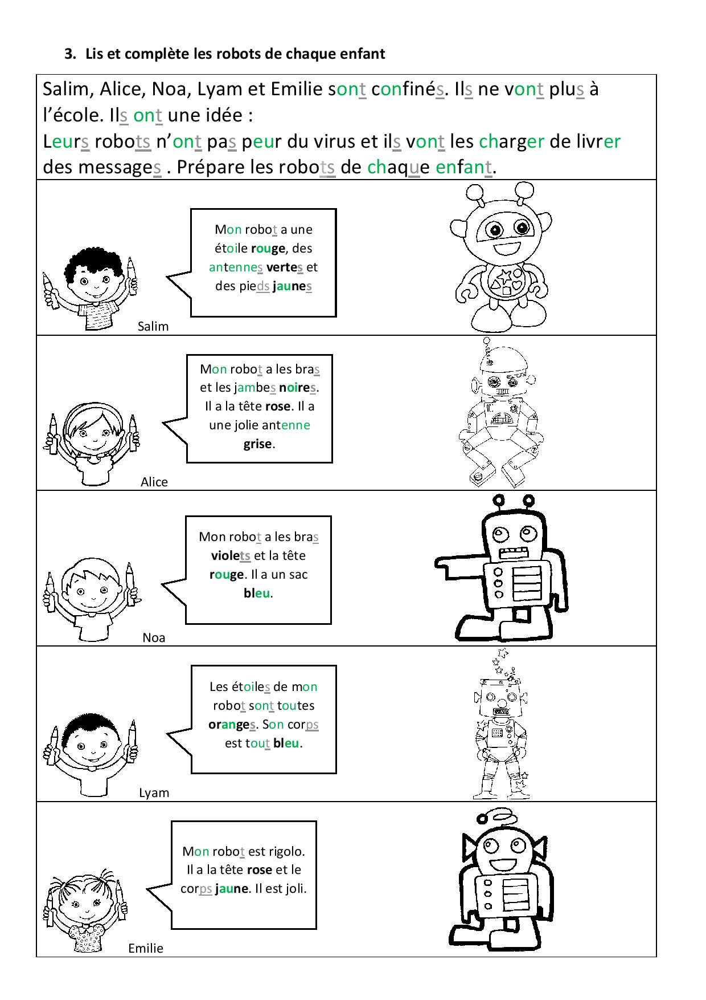 3. Lis et complète les robots de chaque enfant
Salim, Alice, Noa, Lyam et Emilie sont confinés. Ils ne vont plus à
l’école. Ils ont une idée :
Leurs robots n’ont pas peur du virus et ils vont les charger de livrer
des messages . Prépare les robots de chaque enfant.
Mon robot a une
étoile rouge, des
antennes vertes et
des pieds jaunes
Salim
Mon robot a les bras
et les jambes noires.
Il a la tête rose. Il a
une jolie antenne
grise.
Alice
Mon robot a les bras
violets et la tête
rouge. Il a un sac
bleu.
Noa
Les étoiles de mon
robot sont toutes
oranges. Son corps
est tout bleu.
Lyam
Mon robot est rigolo.
Il a la tête rose et le
corps jaune. Il est joli.
Emilie